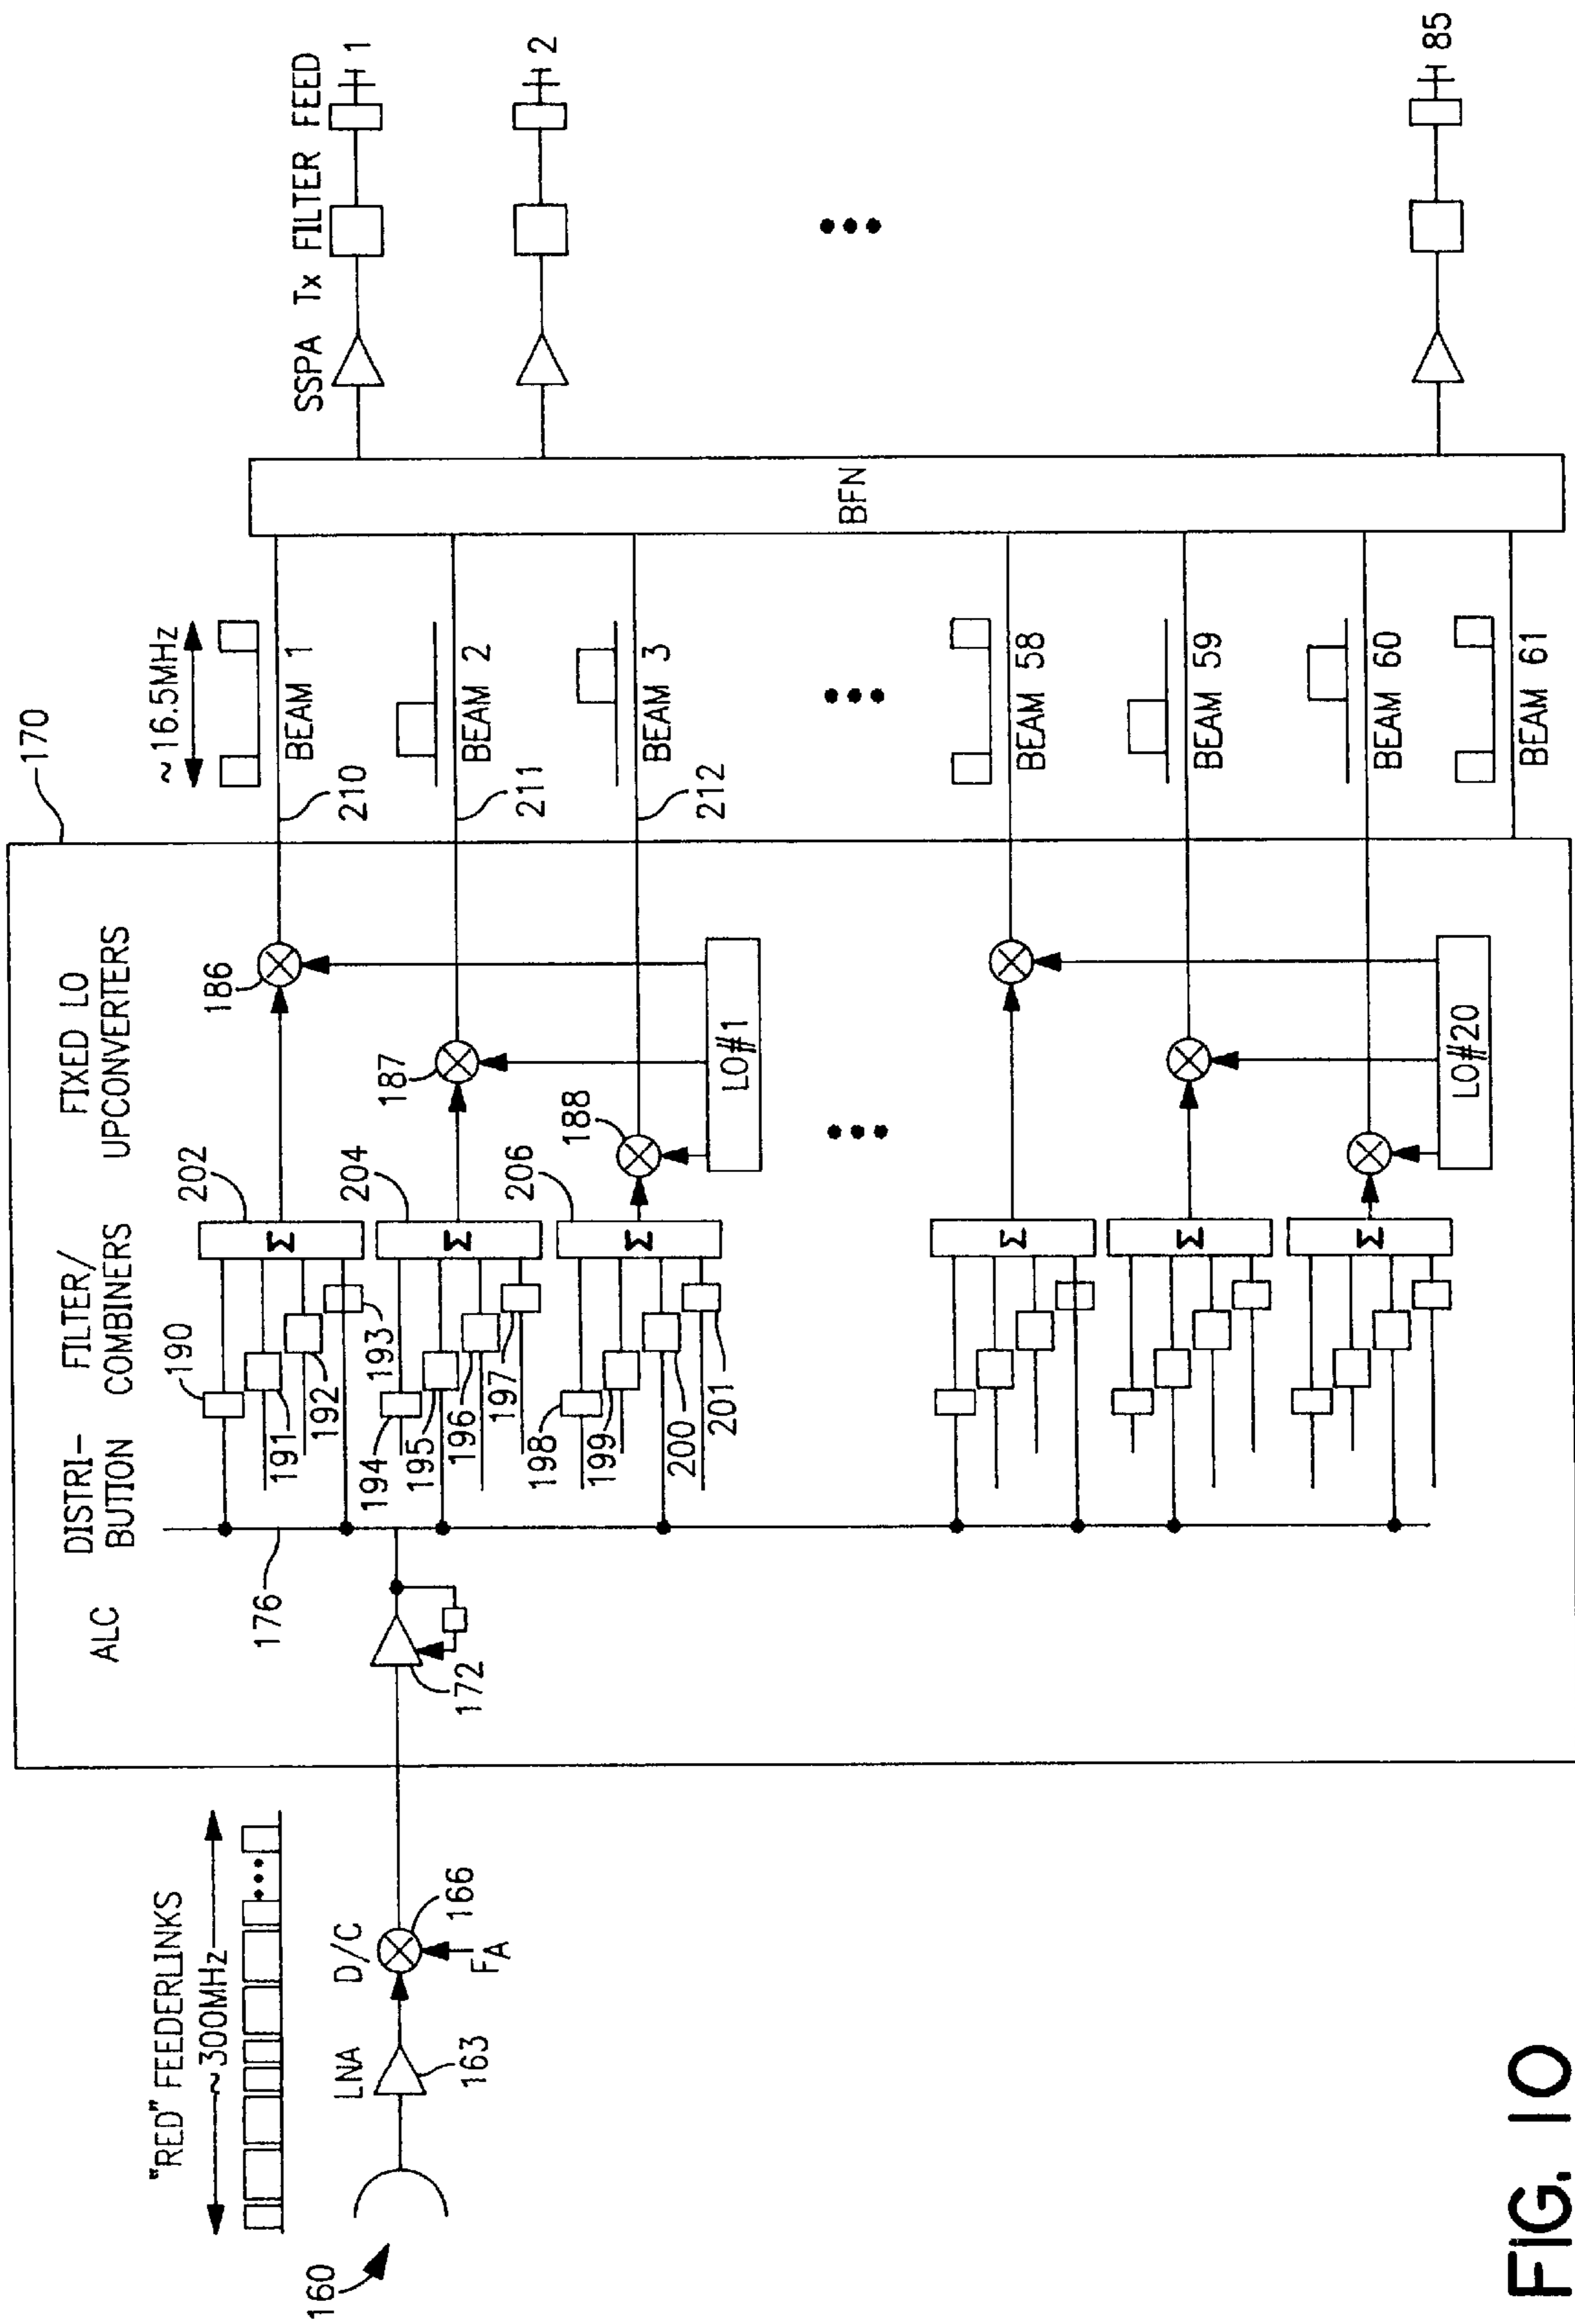 "RED" FEEDERLINKS
~300MHz
160
LNA
163
D/C
166
FA
170
ALC
172
176
DISTRI-
BUTION
FILTER/
COMBINERS
FIXED LO
UPCONVERTERS
190
191
192
193
202
186
194
195
196
197
204
187
198
199
200
201
206
188
Σ
Σ
Σ
LO#1
Σ
Σ
Σ
LO#20
~16.5MHz
210
BEAM 1
211
BEAM 2
212
BEAM 3
BEAM 58
BEAM 59
BEAM 60
BEAM 61
BFN
SSPA
Tx FILTER
FEED
1
2
85
FIG. 10